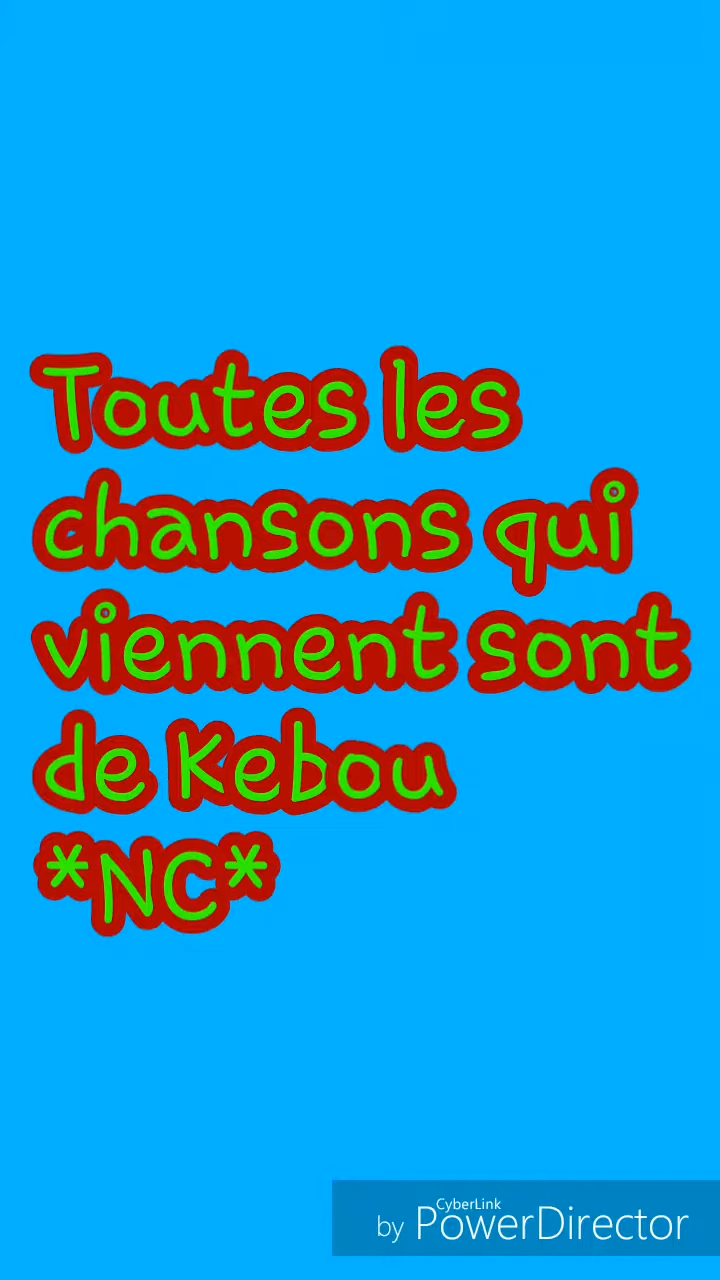 Toutes les
chansons qui
viennent sont
de Kebou
*NC*
CyberLink
by PowerDirector